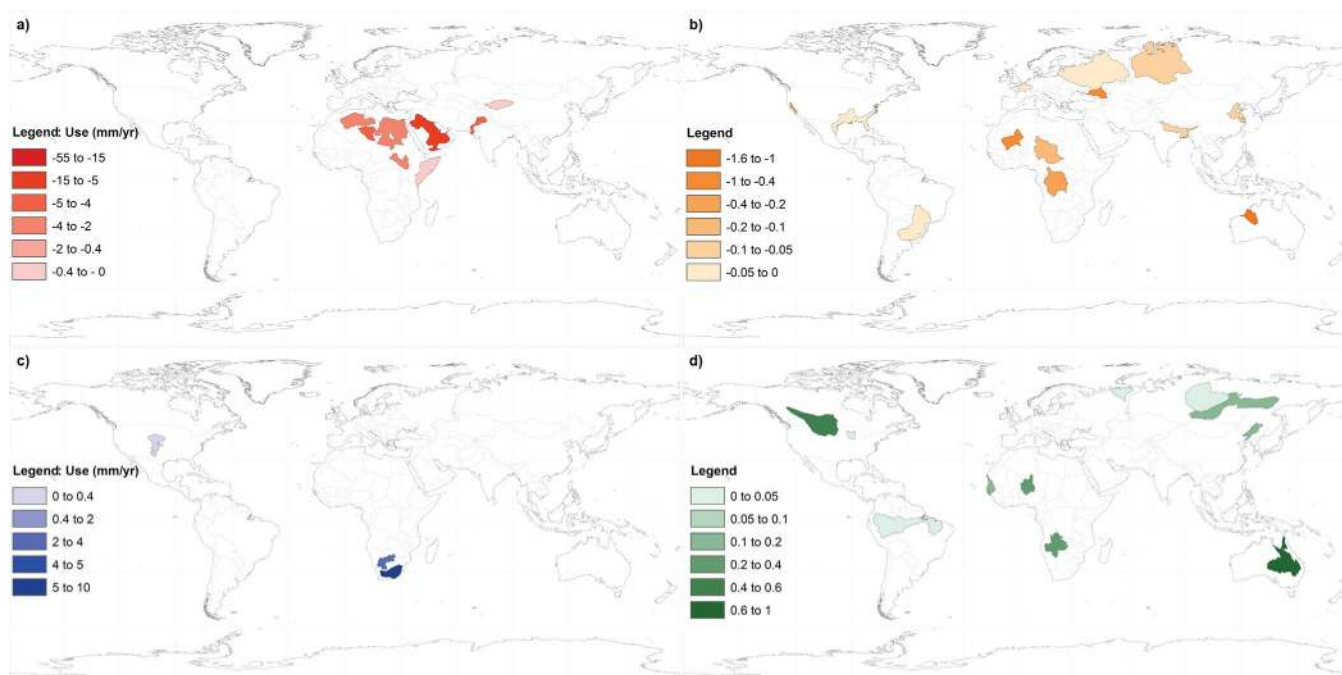 a)
Legend: Use (mm/yr)
-55 to -15
-15 to -5
-5 to -4
-4 to -2
-2 to -0.4
-0.4 to - 0
b)
Legend
-1.6 to -1
-1 to -0.4
-0.4 to -0.2
-0.2 to -0.1
-0.1 to -0.05
-0.05 to 0
c)
Legend: Use (mm/yr)
0 to 0.4
0.4 to 2
2 to 4
4 to 5
5 to 10
d)
Legend
0 to 0.05
0.05 to 0.1
0.1 to 0.2
0.2 to 0.4
0.4 to 0.6
0.6 to 1